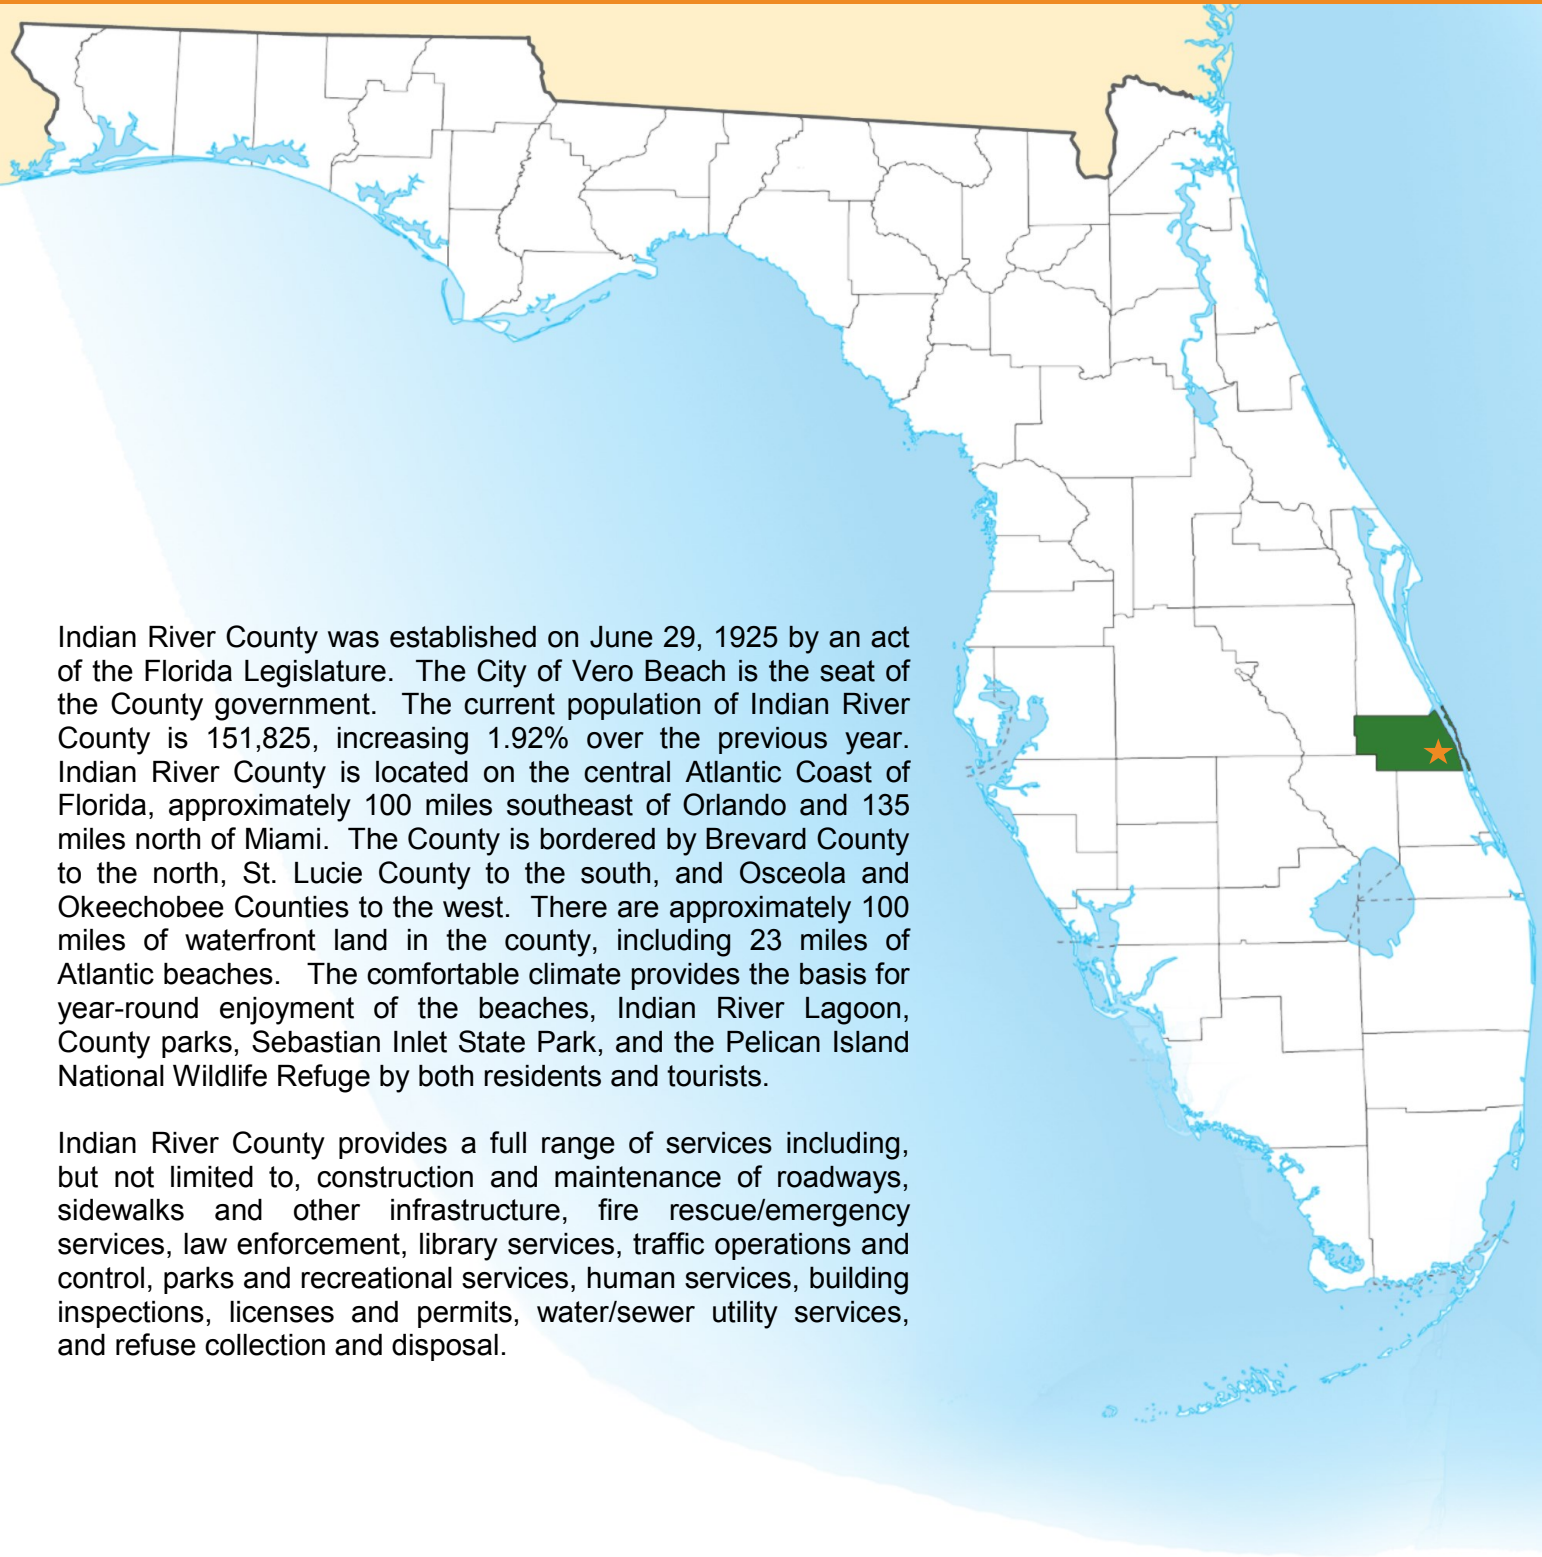 Indian River County was established on June 29, 1925 by an act
of the Florida Legislature. The City of Vero Beach is the seat of
the County government. The current population of Indian River
County is 151,825, increasing 1.92% over the previous year.
Indian River County is located on the central Atlantic Coast of
Florida, approximately 100 miles southeast of Orlando and 135
miles north of Miami. The County is bordered by Brevard County
to the north, St. Lucie County to the south, and Osceola and
Okeechobee Counties to the west. There are approximately 100
miles of waterfront land in the county, including 23 miles of
Atlantic beaches. The comfortable climate provides the basis for
year-round enjoyment of the beaches, Indian River Lagoon,
County parks, Sebastian Inlet State Park, and the Pelican Island
National Wildlife Refuge by both residents and tourists.
Indian River County provides a full range of services including,
but not limited to, construction and maintenance of roadways,
sidewalks and other infrastructure, fire rescue/emergency
services, law enforcement, library services, traffic operations and
control, parks and recreational services, human services, building
inspections, licenses and permits, water/sewer utility services,
and refuse collection and disposal.